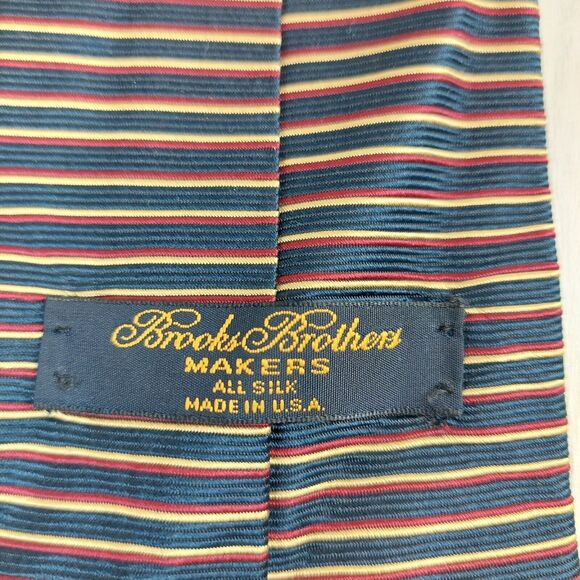 Brooks Brothers
MAKERS
ALL SILK
MADE IN U.S.A.